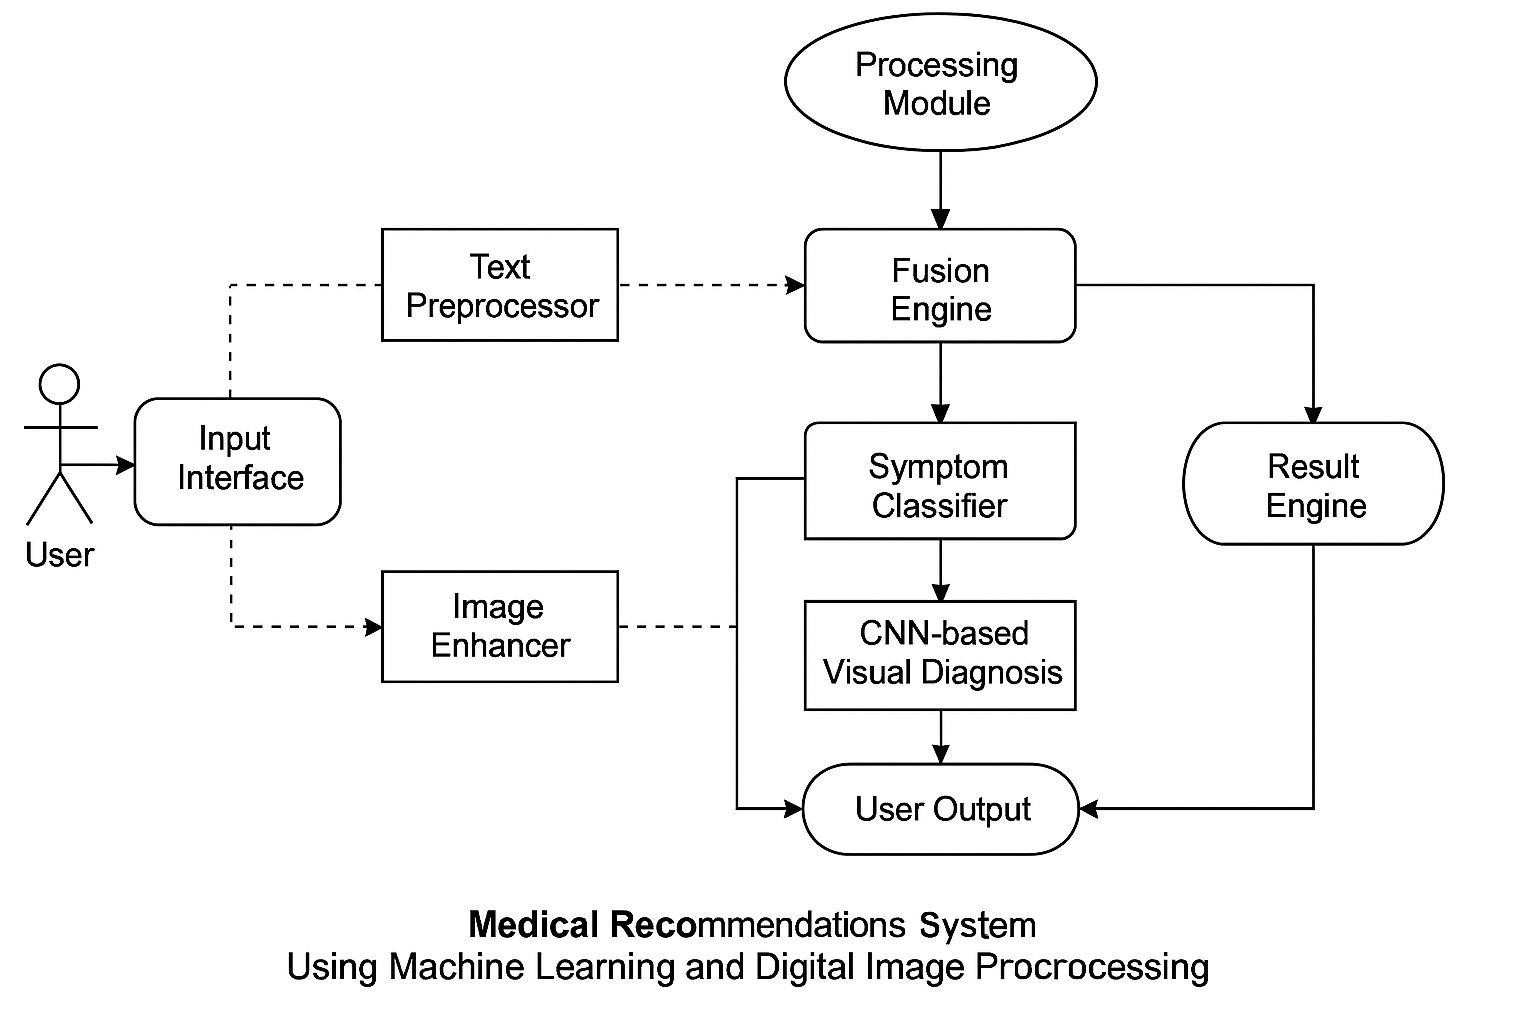 Processing
Module
Text
Preprocessor
Fusion
Engine
Input
Interface
User
Symptom
Classifier
Result
Engine
Image
Enhancer
CNN-based
Visual Diagnosis
User Output
Medical Recommendations System
Using Machine Learning and Digital Image Procrocessing